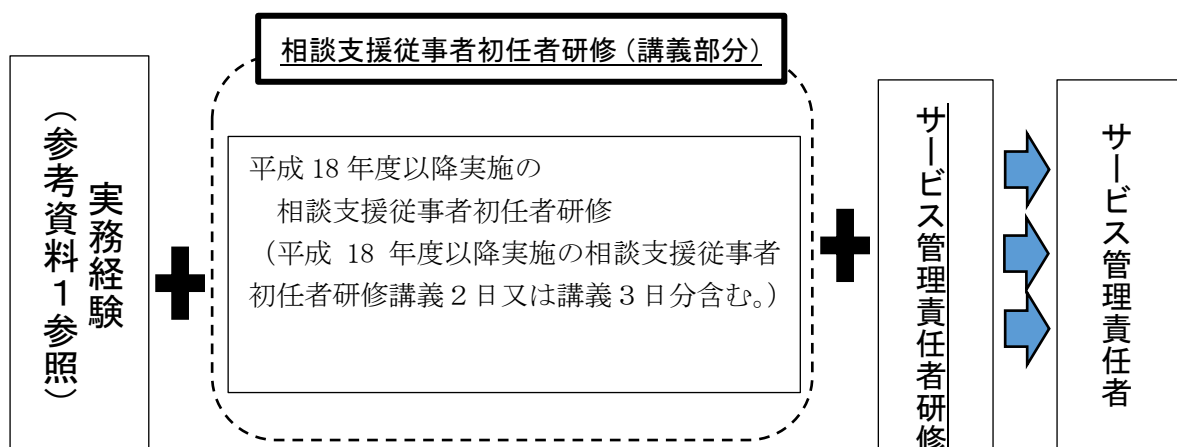 相談支援従事者初任者研修（講義部分）
実務経験
（参考資料１参照）
平成 18 年度以降実施の
相談支援従事者初任者研修
（平成 18 年度以降実施の相談支援従事者
初任者研修講義２日又は講義３日分含む。）
サービス管理責任者研修
サービス管理責任者